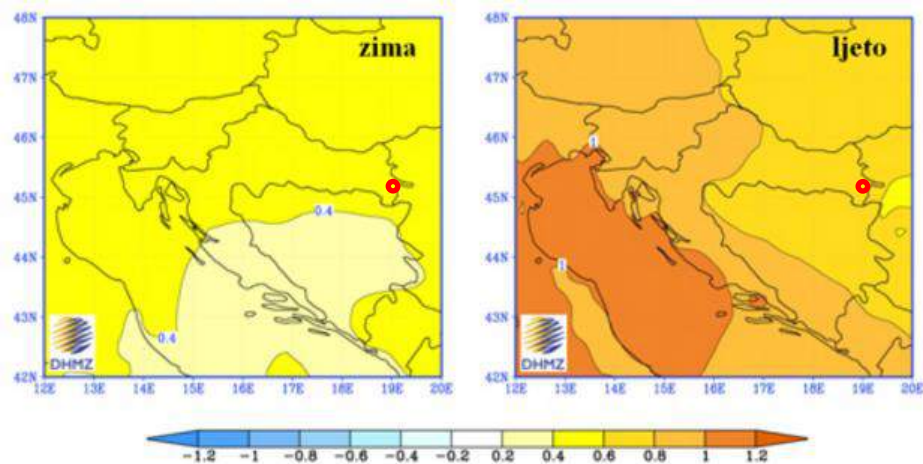 zima
ljeto
48N
47N
46N
45N
44N
43N
42N
12E 13E 14E 15E 16E 17E 18E 19E 20E
0.4
0.4
DHMZ
48N
47N
46N
45N
44N
43N
42N
12E 13E 14E 15E 16E 17E 18E 19E 20E
1
1
DHMZ
-1.2 -1 -0.8 -0.6 -0.4 -0.2 0.2 0.4 0.6 0.8 1 1.2